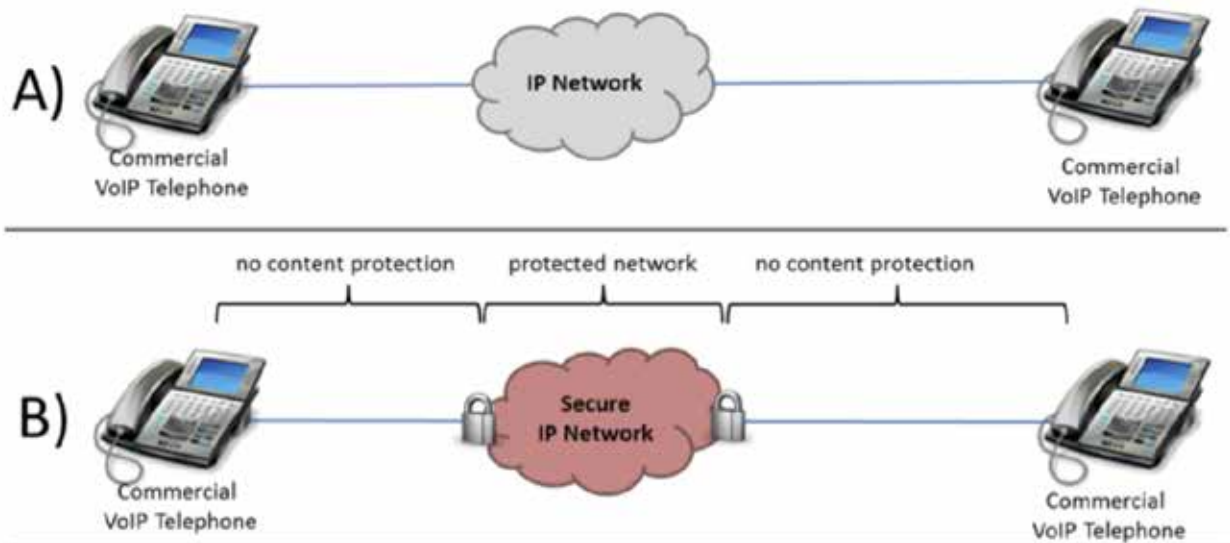 A)
IP Network
Commercial
VoIP Telephone
Commercial
VoIP Telephone
no content protection
protected network
no content protection
B)
Secure
IP Network
Commercial
VoIP Telephone
Commercial
VoIP Telephone